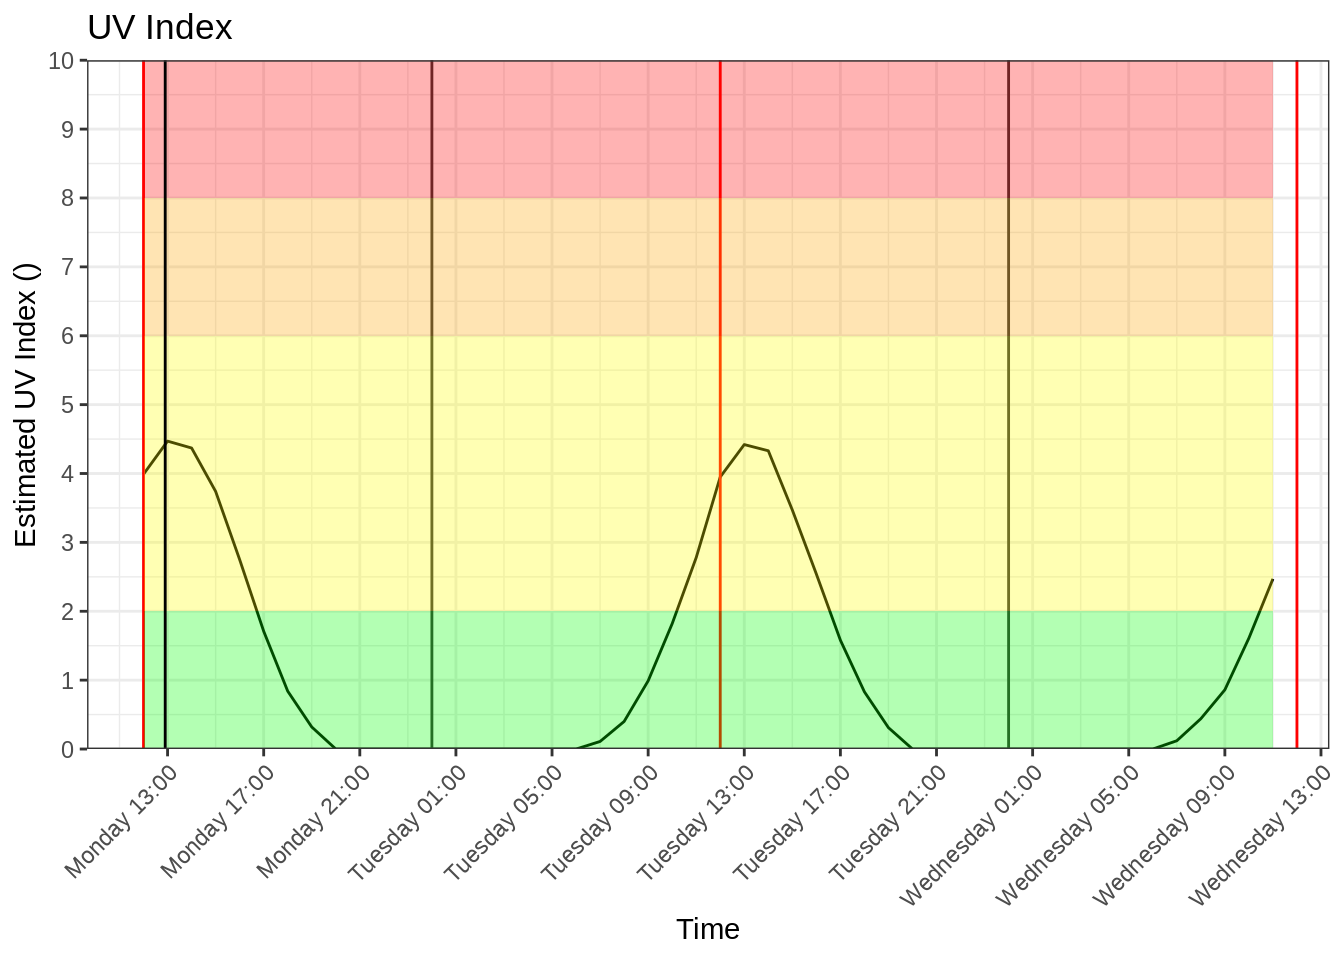 UV Index
Estimated UV Index ()
10
9
8
7
6
5
4
3
2
1
0
Monday 13:00
Monday 17:00
Monday 21:00
Tuesday 01:00
Tuesday 05:00
Tuesday 09:00
Tuesday 13:00
Tuesday 17:00
Tuesday 21:00
Wednesday 01:00
Wednesday 05:00
Wednesday 09:00
Wednesday 13:00
Time